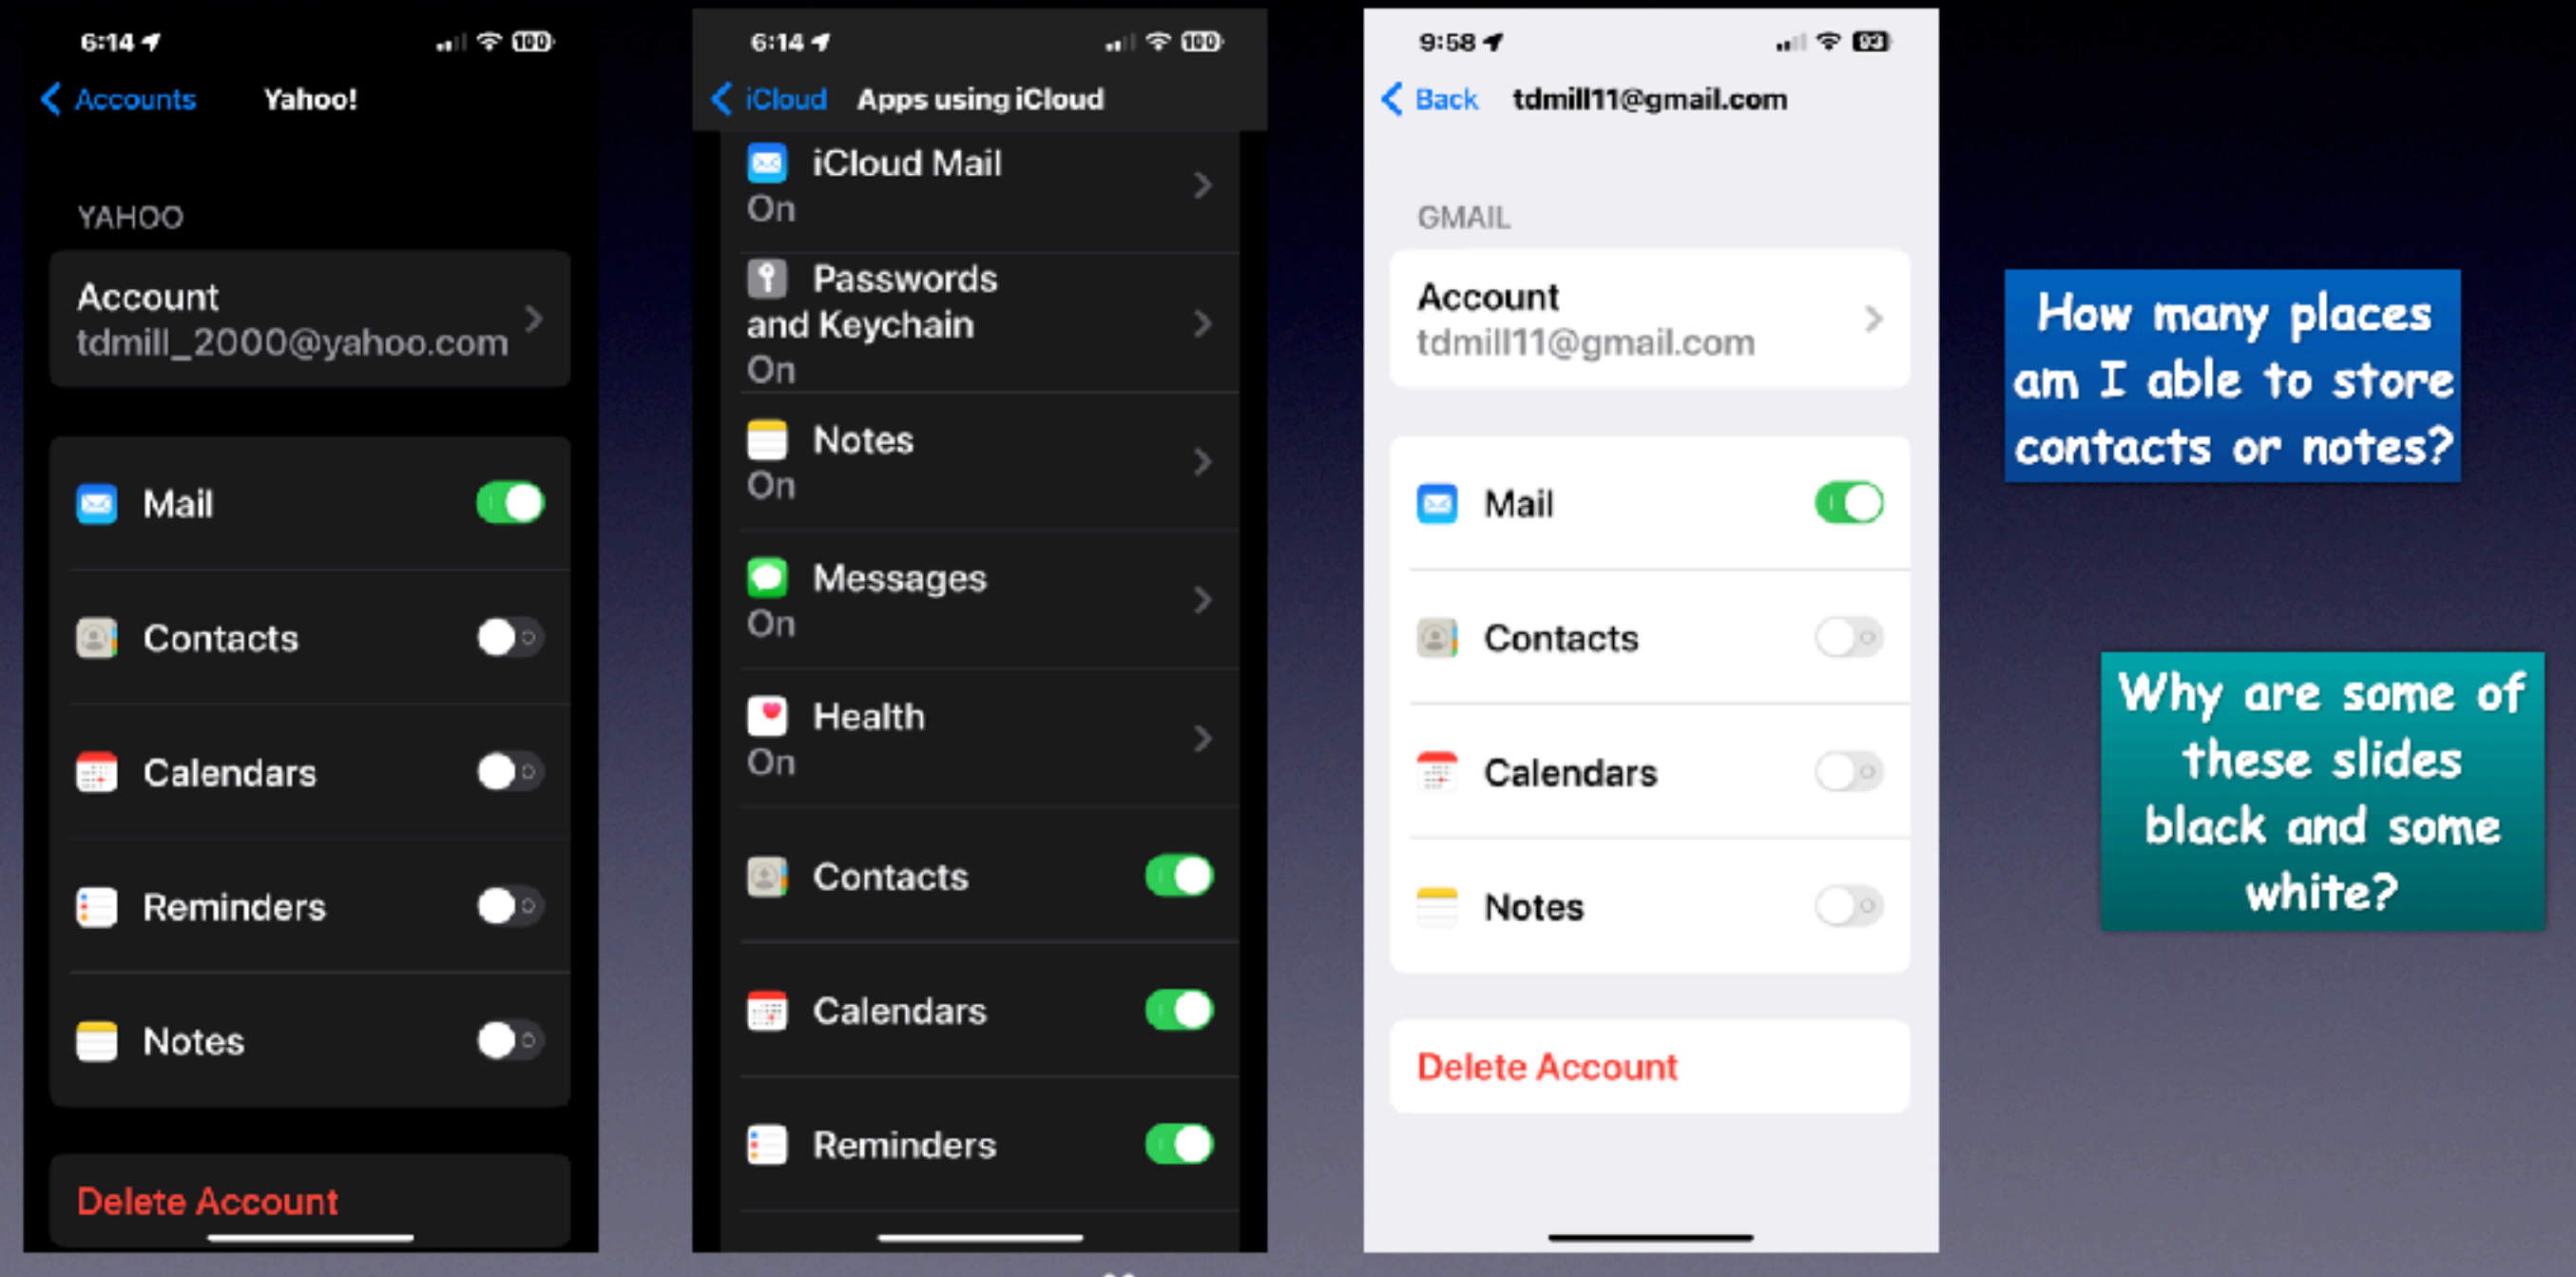 6:14
100
Accounts
Yahoo!
YAHOO
Account
tdmill_2000@yahoo.com
Mail
Contacts
Calendars
Reminders
Notes
Delete Account
6:14
100
iCloud
Apps using iCloud
iCloud Mail
On
Passwords
and Keychain
On
Notes
On
Messages
On
Health
On
Contacts
Calendars
Reminders
9:58
93
Back
tdmill11@gmail.com
GMAIL
Account
tdmill11@gmail.com
Mail
Contacts
Calendars
Notes
Delete Account
How many places
am I able to store
contacts or notes?
Why are some of
these slides
black and some
white?